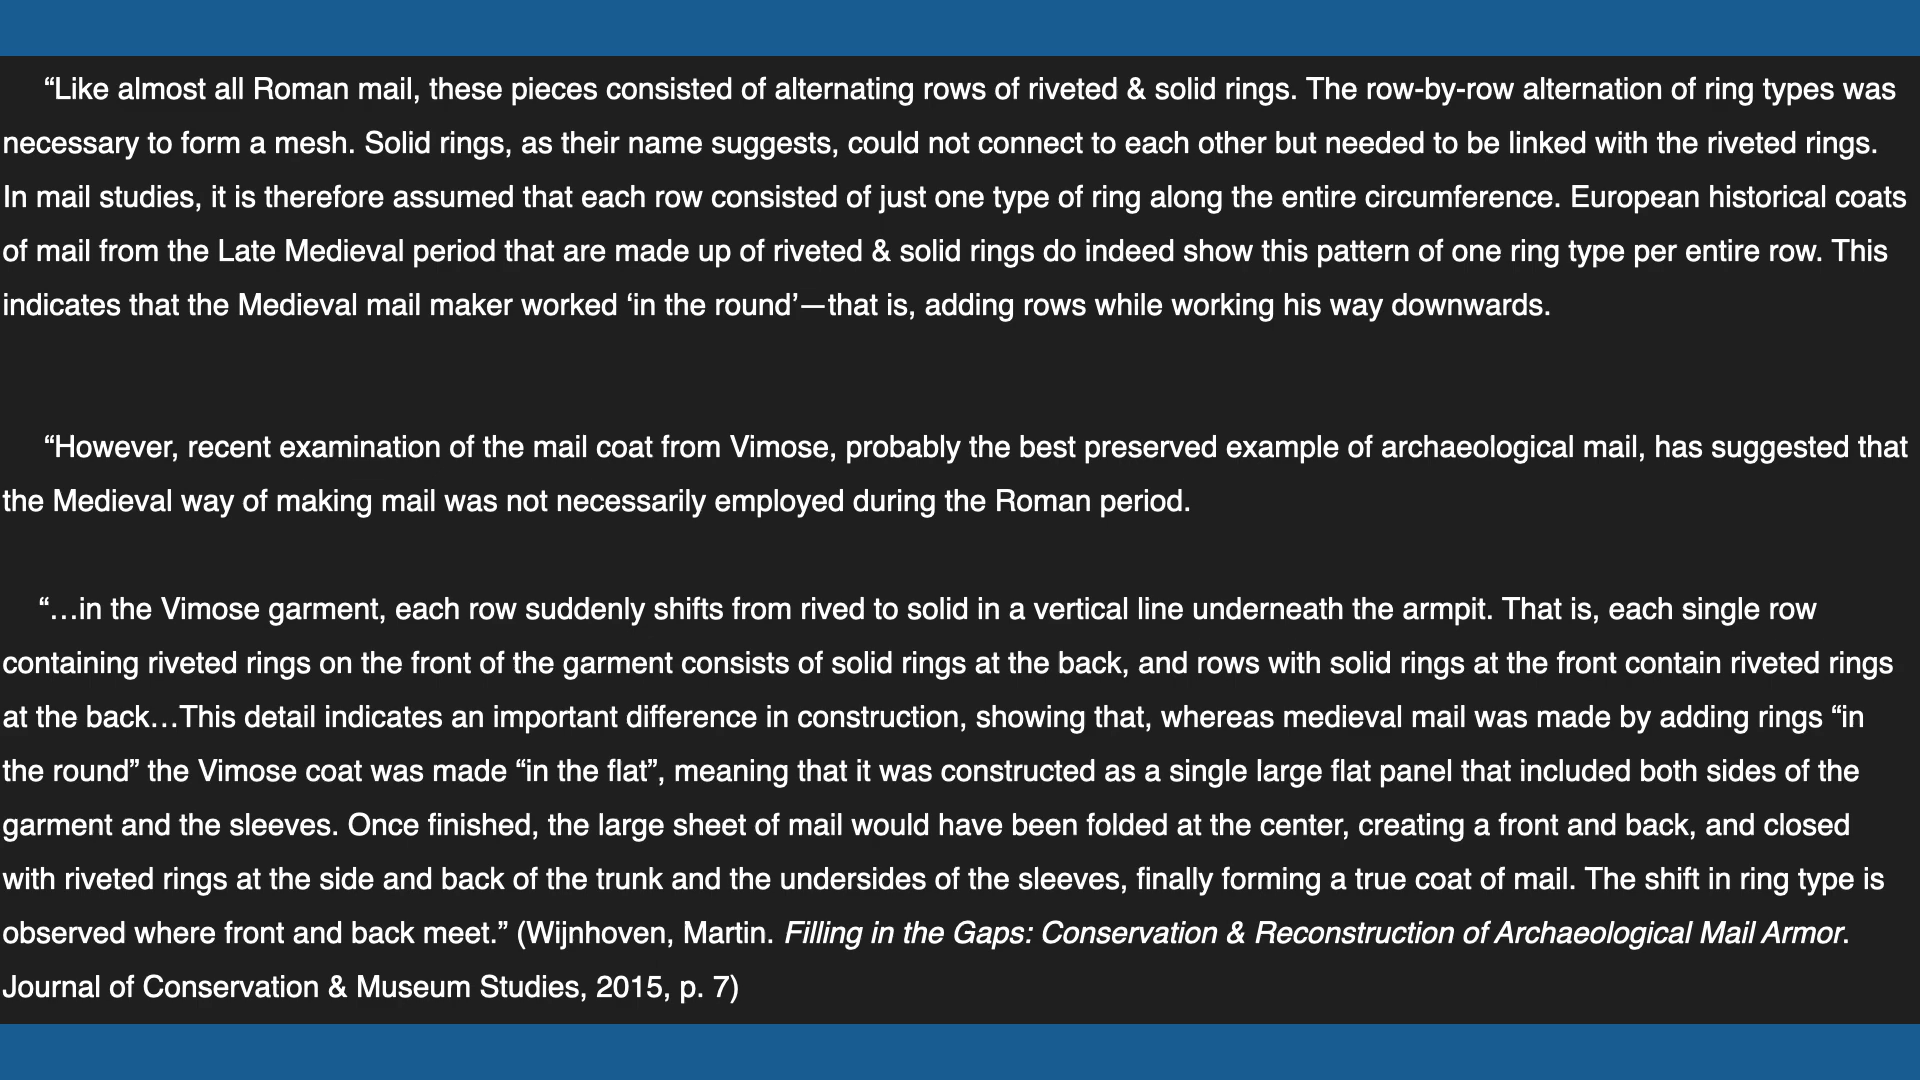 “Like almost all Roman mail, these pieces consisted of alternating rows of riveted & solid rings. The row-by-row alternation of ring types was
necessary to form a mesh. Solid rings, as their name suggests, could not connect to each other but needed to be linked with the riveted rings.
In mail studies, it is therefore assumed that each row consisted of just one type of ring along the entire circumference. European historical coats
of mail from the Late Medieval period that are made up of riveted & solid rings do indeed show this pattern of one ring type per entire row. This
indicates that the Medieval mail maker worked ‘in the round’—that is, adding rows while working his way downwards.
“However, recent examination of the mail coat from Vimose, probably the best preserved example of archaeological mail, has suggested that
the Medieval way of making mail was not necessarily employed during the Roman period.
“…in the Vimose garment, each row suddenly shifts from rived to solid in a vertical line underneath the armpit. That is, each single row
containing riveted rings on the front of the garment consists of solid rings at the back, and rows with solid rings at the front contain riveted rings
at the back…This detail indicates an important difference in construction, showing that, whereas medieval mail was made by adding rings “in
the round” the Vimose coat was made “in the flat”, meaning that it was constructed as a single large flat panel that included both sides of the
garment and the sleeves. Once finished, the large sheet of mail would have been folded at the center, creating a front and back, and closed
with riveted rings at the side and back of the trunk and the undersides of the sleeves, finally forming a true coat of mail. The shift in ring type is
observed where front and back meet.” (Wijnhoven, Martin. Filling in the Gaps: Conservation & Reconstruction of Archaeological Mail Armor.
Journal of Conservation & Museum Studies, 2015, p. 7)